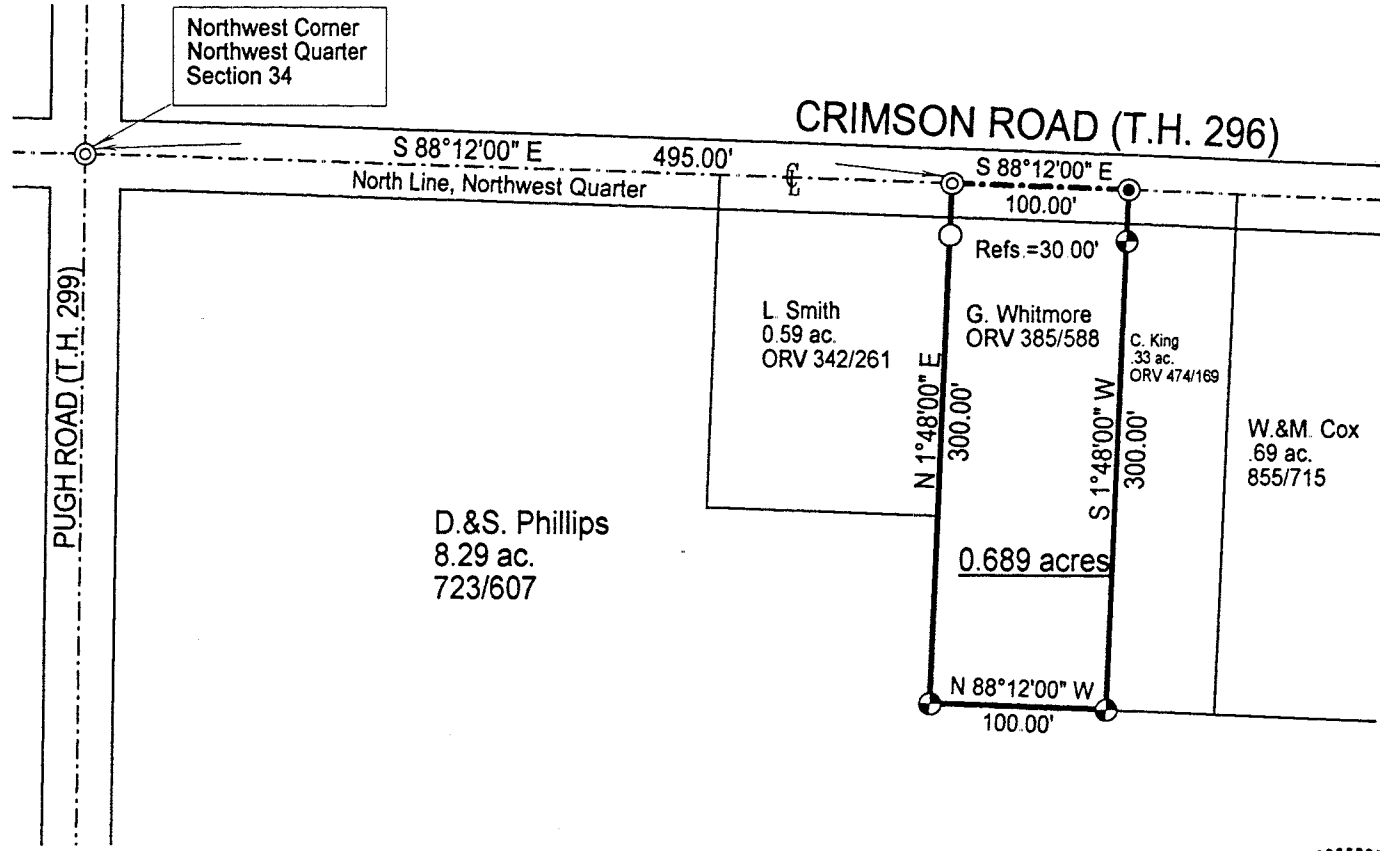 Northwest Corner
Northwest Quarter
Section 34
CRIMSON ROAD (T.H. 296)
S 88°12'00" E 495.00'
North Line, Northwest Quarter
℄
S 88°12'00" E
100.00'
Refs.=30.00'
PUGH ROAD (T.H. 299)
L. Smith
0.59 ac.
ORV 342/261
G. Whitmore
ORV 385/588
C. King
.33 ac.
ORV 474/169
N 1°48'00" E
300.00'
S 1°48'00" W
300.00'
W.&M. Cox
.69 ac.
855/715
D.&S. Phillips
8.29 ac.
723/607
0.689 acres
N 88°12'00" W
100.00'